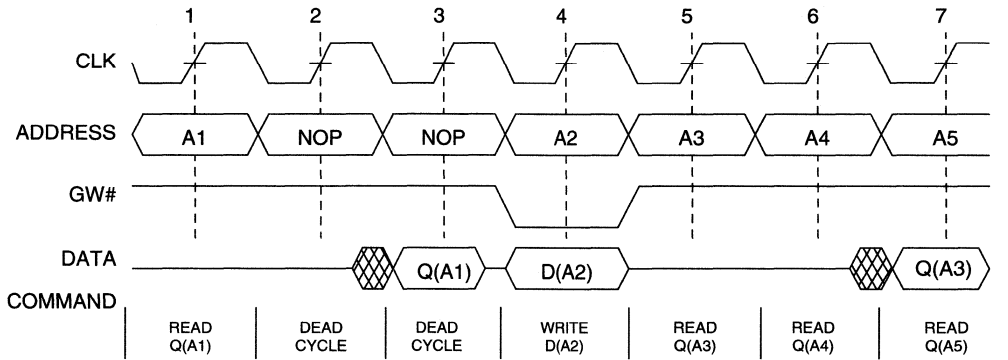 1 2 3 4 5 6 7
CLK
ADDRESS A1 NOP NOP A2 A3 A4 A5
GW#
DATA Q(A1) D(A2) Q(A3)
COMMAND
READ DEAD DEAD WRITE READ READ READ
Q(A1) CYCLE CYCLE D(A2) Q(A3) Q(A4) Q(A5)